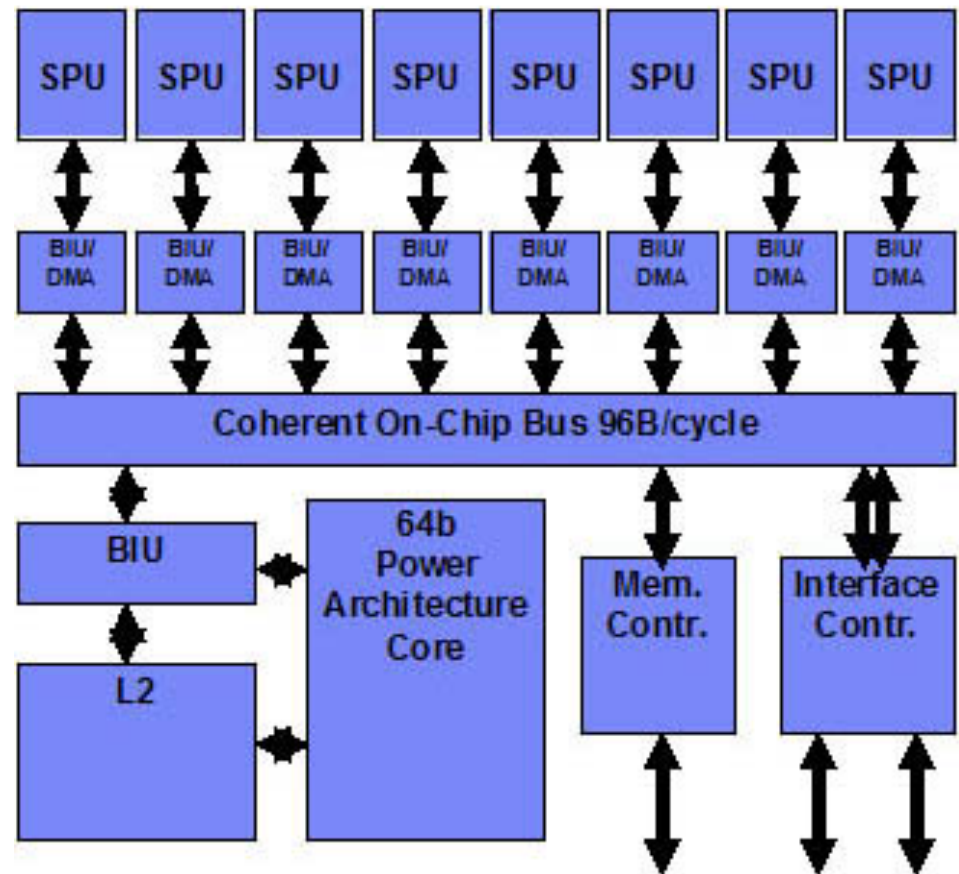 SPU SPU SPU SPU SPU SPU SPU SPU
BIU/ BIU/ BIU/ BIU/ BIU/ BIU/ BIU/ BIU/
DMA DMA DMA DMA DMA DMA DMA DMA
Coherent On-Chip Bus 96B/cycle
BIU
L2
64b
Power
Architecture
Core
Mem.
Contr.
Interface
Contr.